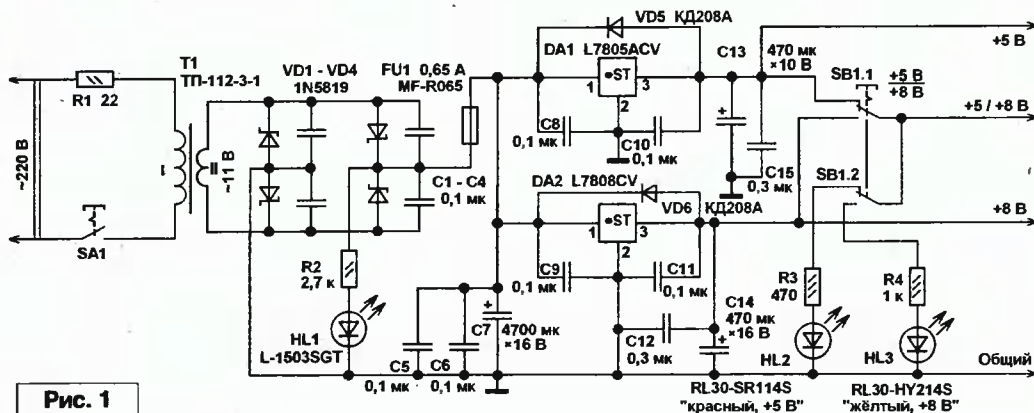 VD5 КД208А
DA1 L7805ACV
C13
470 мк
×10 В
+5 В
T1
ТП-112-3-1
R1 22
VD1 - VD4
1N5819
FU1 0,65 А
MF-R065
•ST
1
3
2
SB1.1
+5 В
+8 В
+5 / +8 В
C8
0,1 мк
C10
0,1 мк
C15
0,3 мк
~220 В
II
~11 В
C1 - C4
0,1 мк
DA2 L7808CV
VD6 КД208А
SB1.2
+8 В
•ST
1
3
2
SA1
R2
2,7 к
C9
0,1 мк
C11
0,1 мк
R3
470
R4
1 к
HL1
L-1503SGT
C7
4700 мк
×16 В
C14
470 мк
×16 В
C12
0,3 мк
C5
0,1 мк
C6
0,1 мк
HL2
HL3
Общий
RL30-SR114S
"красный, +5 В"
RL30-HY214S
"жёлтый, +8 В"
Рис. 1